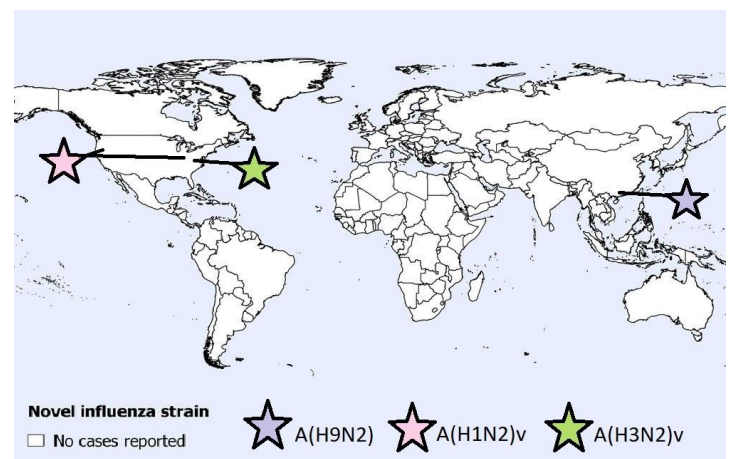 Novel influenza strain
No cases reported
A(H9N2)
A(H1N2)v
A(H3N2)v